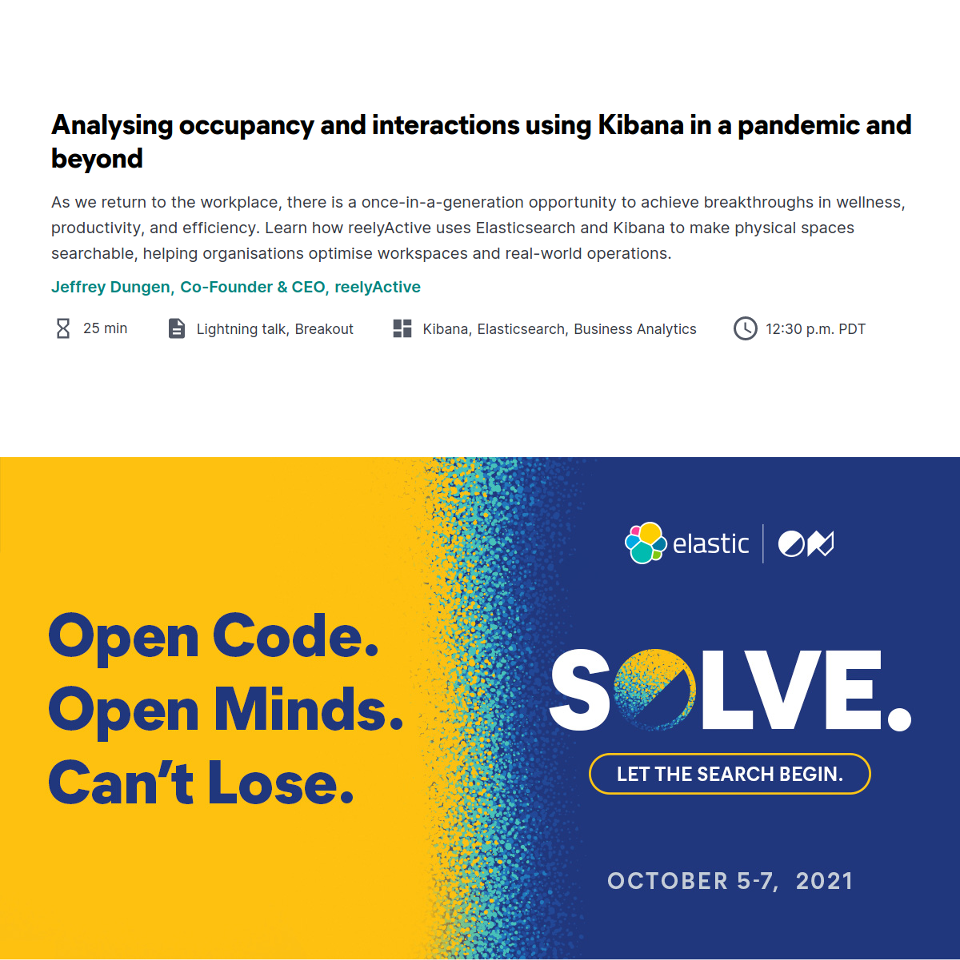 Analysing occupancy and interactions using Kibana in a pandemic and
beyond
As we return to the workplace, there is a once-in-a-generation opportunity to achieve breakthroughs in wellness,
productivity, and efficiency. Learn how reelyActive uses Elasticsearch and Kibana to make physical spaces
searchable, helping organisations optimise workspaces and real-world operations.
Jeffrey Dungen, Co-Founder & CEO, reelyActive
25 min Lightning talk, Breakout Kibana, Elasticsearch, Business Analytics 12:30 p.m. PDT
elastic ON
Open Code.
Open Minds.
Can't Lose.
SOLVE.
LET THE SEARCH BEGIN.
OCTOBER 5-7, 2021